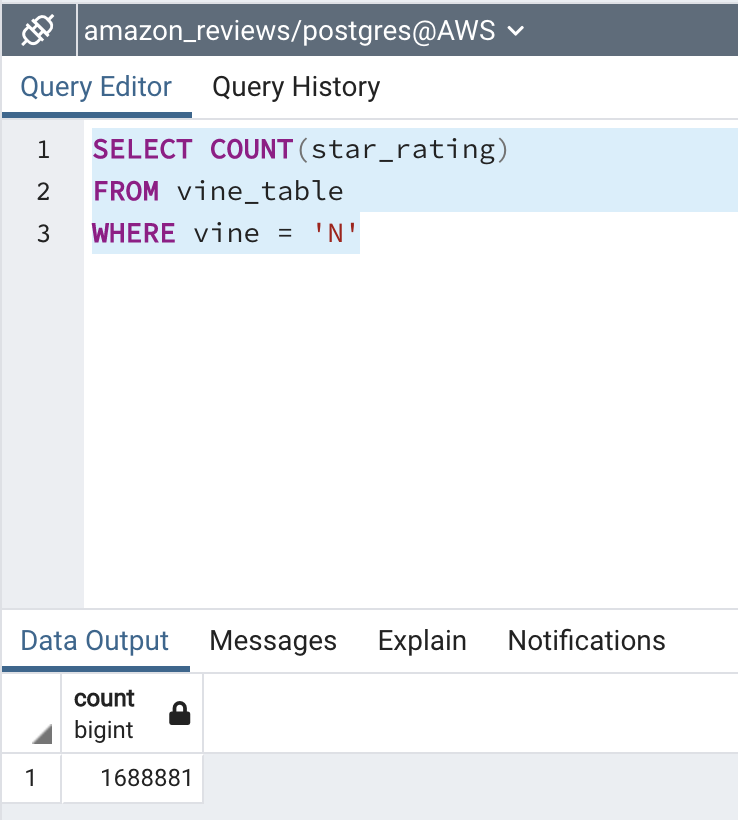 amazon_reviews/postgres@AWS
Query Editor Query History
1 SELECT COUNT(star_rating)
2 FROM vine_table
3 WHERE vine = 'N'
Data Output Messages Explain Notifications
count
bigint
1 1688881